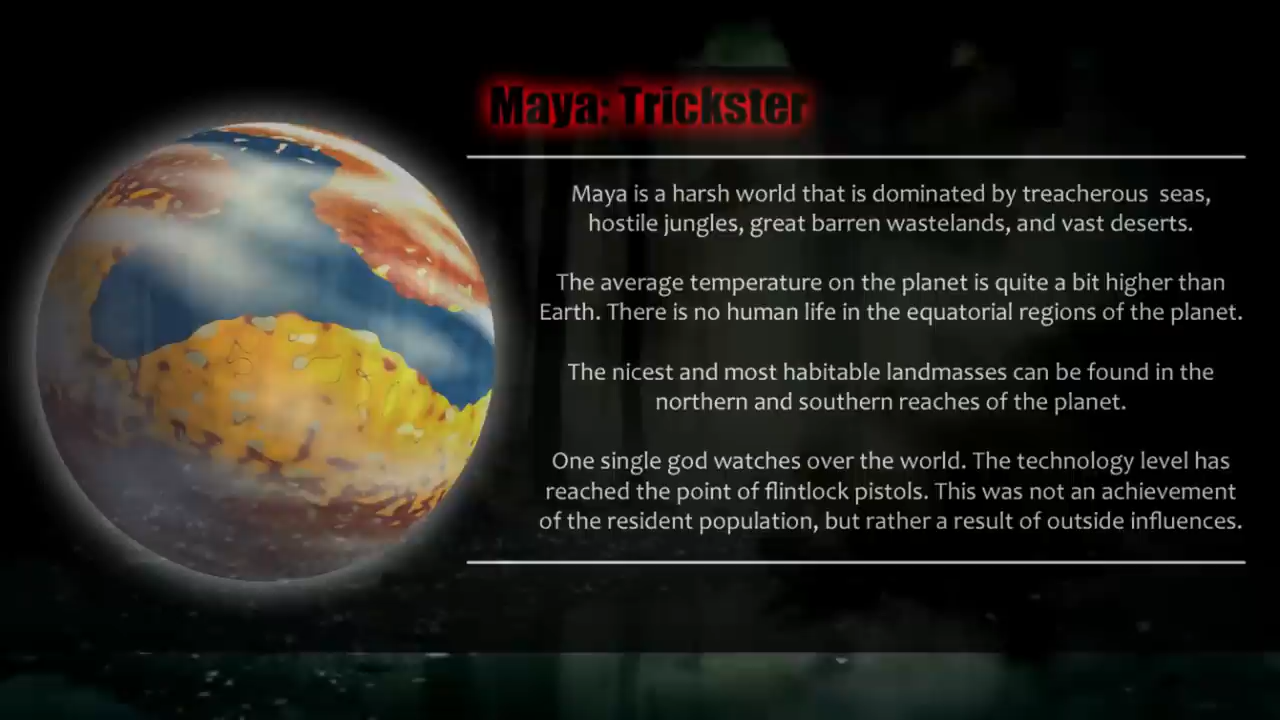 Maya: Trickster
Maya is a harsh world that is dominated by treacherous  seas,
hostile jungles, great barren wastelands, and vast deserts.
The average temperature on the planet is quite a bit higher than
Earth. There is no human life in the equatorial regions of the planet.
The nicest and most habitable landmasses can be found in the
northern and southern reaches of the planet.
One single god watches over the world. The technology level has
reached the point of flintlock pistols. This was not an achievement
of the resident population, but rather a result of outside influences.